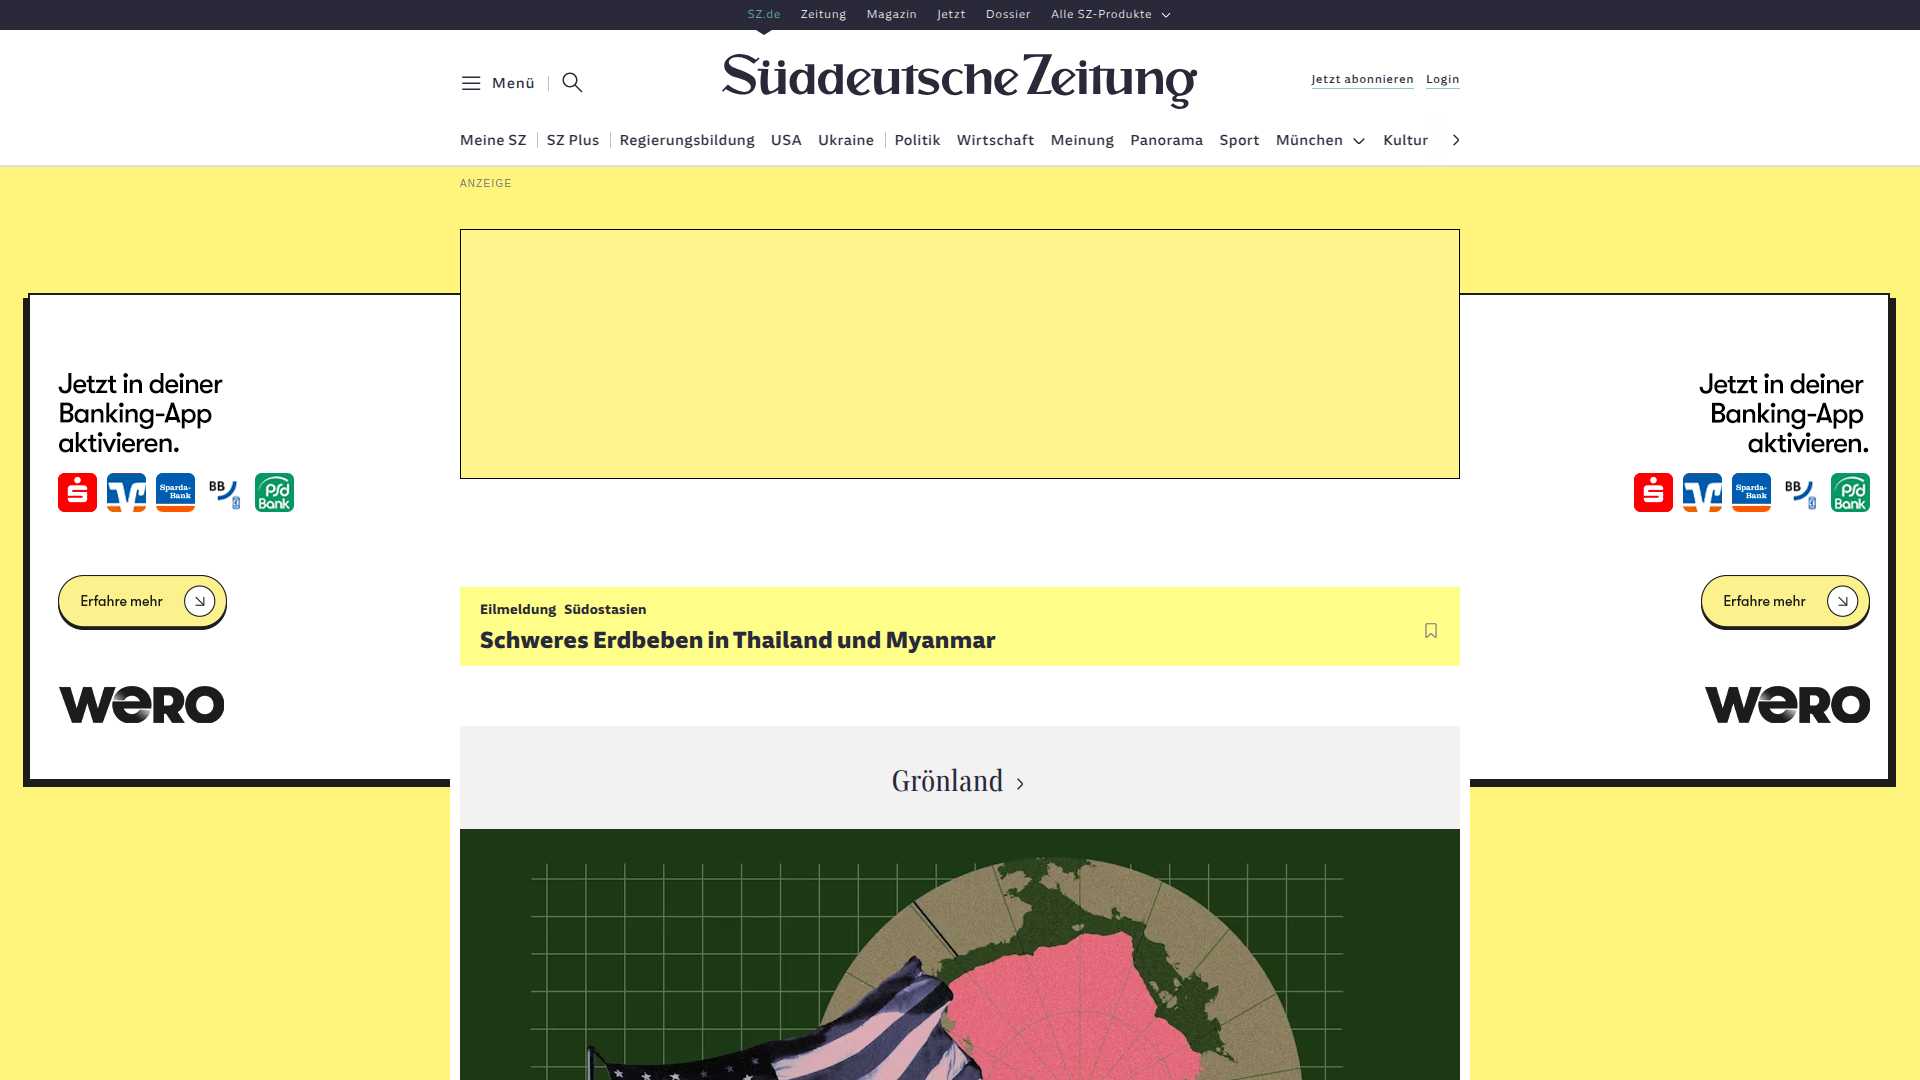 SZ.de Zeitung Magazin Jetzt Dossier Alle SZ-Produkte
Menü
Süddeutsche Zeitung
Jetzt abonnieren Login
Meine SZ SZ Plus Regierungsbildung USA Ukraine Politik Wirtschaft Meinung Panorama Sport München Kultur
ANZEIGE
Jetzt in deiner
Banking-App
aktivieren.
S Sparda-Bank BB psd Bank
Erfahre mehr
wero
Jetzt in deiner
Banking-App
aktivieren.
S Sparda-Bank BB psd Bank
Erfahre mehr
wero
Eilmeldung Südostasien
Schweres Erdbeben in Thailand und Myanmar
Grönland